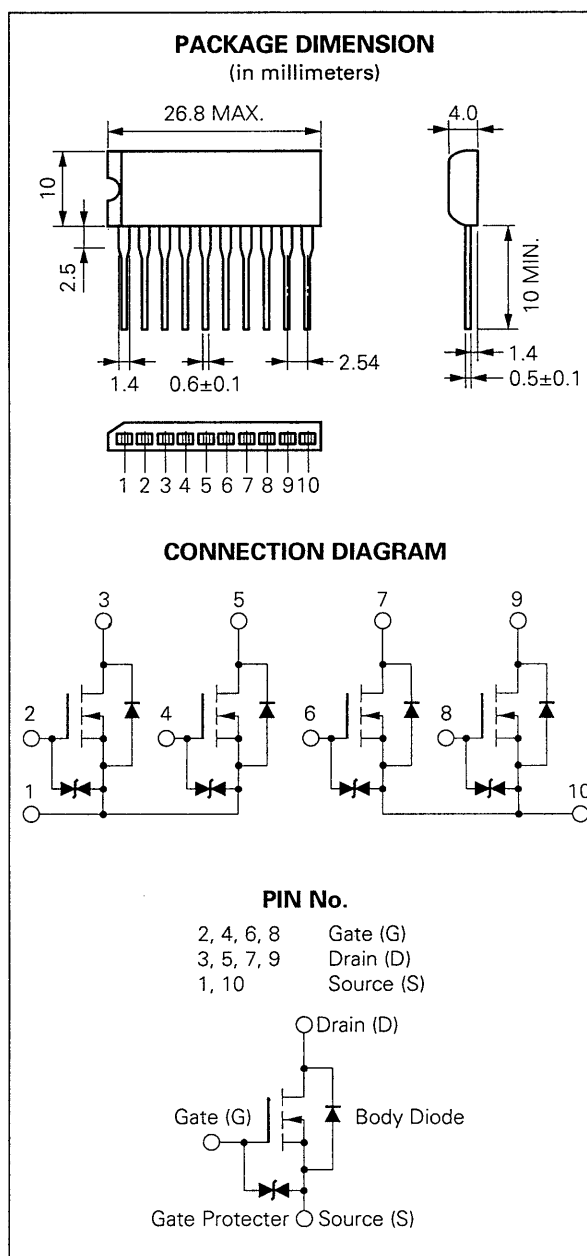 PACKAGE DIMENSION
(in millimeters)
26.8 MAX.
4.0
10
2.5
10 MIN.
2.54
1.4
1.4
0.6±0.1
0.5±0.1
1 2 3 4 5 6 7 8 9 10
CONNECTION DIAGRAM
3 5 7 9
2 4 6 8
1 10
PIN No.
2, 4, 6, 8 Gate (G)
3, 5, 7, 9 Drain (D)
1, 10 Source (S)
Drain (D)
Gate (G) Body Diode
Gate Protecter Source (S)